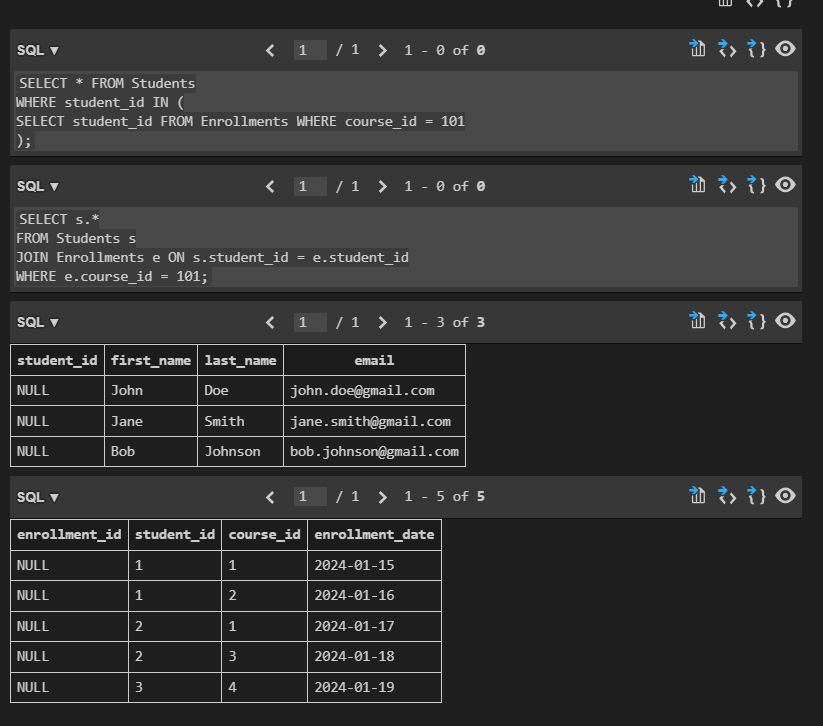 SQL ▼ < 1 / 1 > 1 - 0 of 0
SELECT * FROM Students
WHERE student_id IN (
SELECT student_id FROM Enrollments WHERE course_id = 101
);
SQL ▼ < 1 / 1 > 1 - 0 of 0
SELECT s.*
FROM Students s
JOIN Enrollments e ON s.student_id = e.student_id
WHERE e.course_id = 101;
SQL ▼ < 1 / 1 > 1 - 3 of 3
student_id first_name last_name email
NULL John Doe john.doe@gmail.com
NULL Jane Smith jane.smith@gmail.com
NULL Bob Johnson bob.johnson@gmail.com
SQL ▼ < 1 / 1 > 1 - 5 of 5
enrollment_id student_id course_id enrollment_date
NULL 1 1 2024-01-15
NULL 1 2 2024-01-16
NULL 2 1 2024-01-17
NULL 2 3 2024-01-18
NULL 3 4 2024-01-19